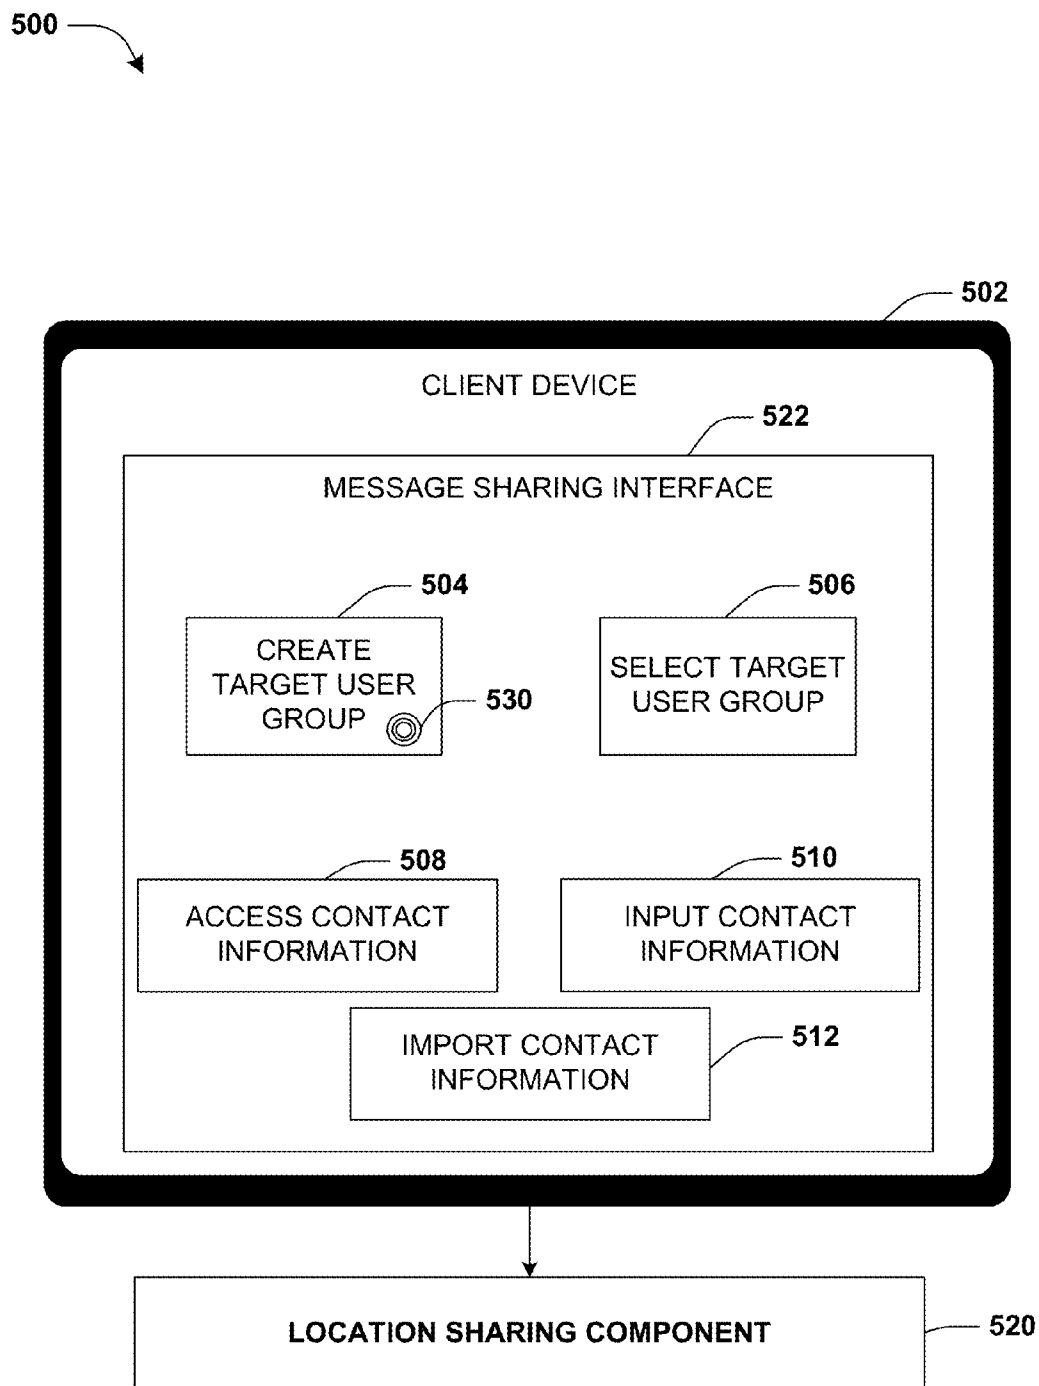 500
502
CLIENT DEVICE
522
MESSAGE SHARING INTERFACE
504
506
CREATE
TARGET USER
GROUP
530
SELECT TARGET
USER GROUP
508
510
ACCESS CONTACT
INFORMATION
INPUT CONTACT
INFORMATION
IMPORT CONTACT
INFORMATION
512
LOCATION SHARING COMPONENT
520